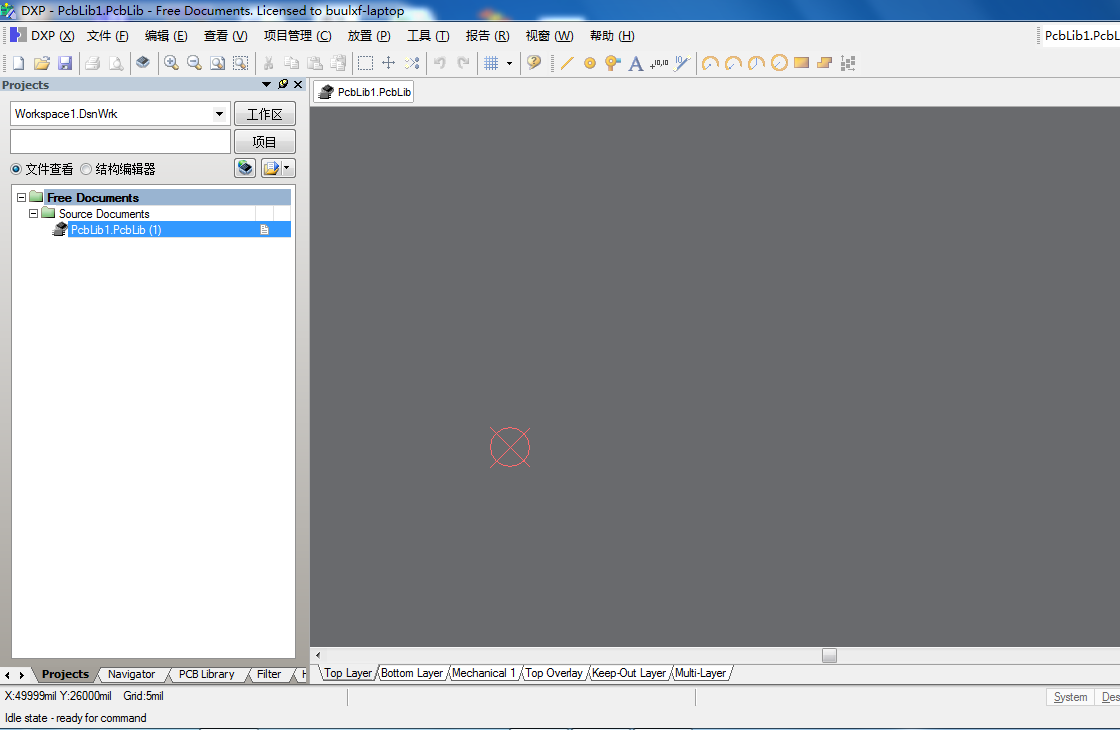 DXP - PcbLib1.PcbLib - Free Documents. Licensed to buulxf-laptop
DXP (X) 文件 (F) 编辑 (E) 查看 (V) 项目管理 (C) 放置 (P) 工具 (T) 报告 (R) 视窗 (W) 帮助 (H) PcbLib1.PcbL
A +10,10 10
Projects
PcbLib1.PcbLib
Workspace1.DsnWrk 工作区
项目
文件查看 结构编辑器
Free Documents
Source Documents
PcbLib1.PcbLib (1)
Projects Navigator PCB Library Filter
Top Layer Bottom Layer Mechanical 1 Top Overlay Keep-Out Layer Multi-Layer
X:49999mil Y:26000mil Grid:5mil
System Des
Idle state - ready for command